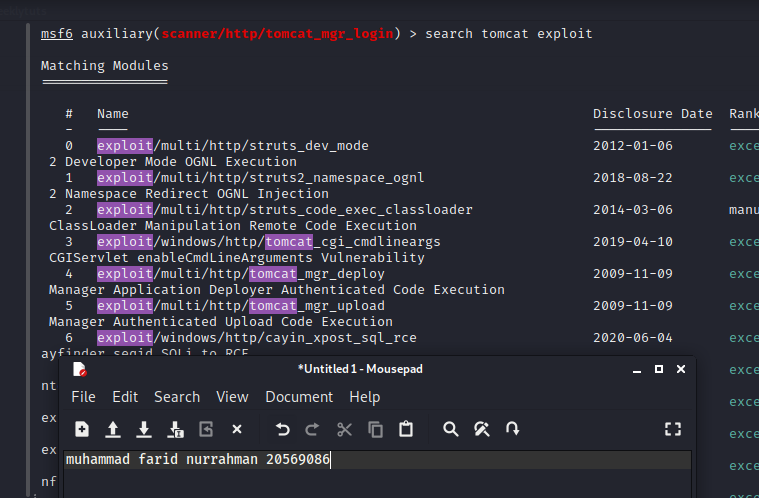 msf6 auxiliary(scanner/http/tomcat_mgr_login) > search tomcat exploit
Matching Modules
# Name Disclosure Date Rank
- ---- --------------- ----
0 exploit/multi/http/struts_dev_mode 2012-01-06 exce
2 Developer Mode OGNL Execution
1 exploit/multi/http/struts2_namespace_ognl 2018-08-22 exce
2 Namespace Redirect OGNL Injection
2 exploit/multi/http/struts_code_exec_classloader 2014-03-06 manu
ClassLoader Manipulation Remote Code Execution
3 exploit/windows/http/tomcat_cgi_cmdlineargs 2019-04-10 exce
CGIServlet enableCmdLineArguments Vulnerability
4 exploit/multi/http/tomcat_mgr_deploy 2009-11-09 exce
Manager Application Deployer Authenticated Code Execution
5 exploit/multi/http/tomcat_mgr_upload 2009-11-09 exce
Manager Authenticated Upload Code Execution
6 exploit/windows/http/cayin_xpost_sql_rce 2020-06-04 exce
ayfinder seqid SQLi to RCE
exce
nt
exce
ex
exce
ex
exce
nf
exce
*Untitled 1 - Mousepad
File Edit Search View Document Help
muhammad farid nurrahman 20569086